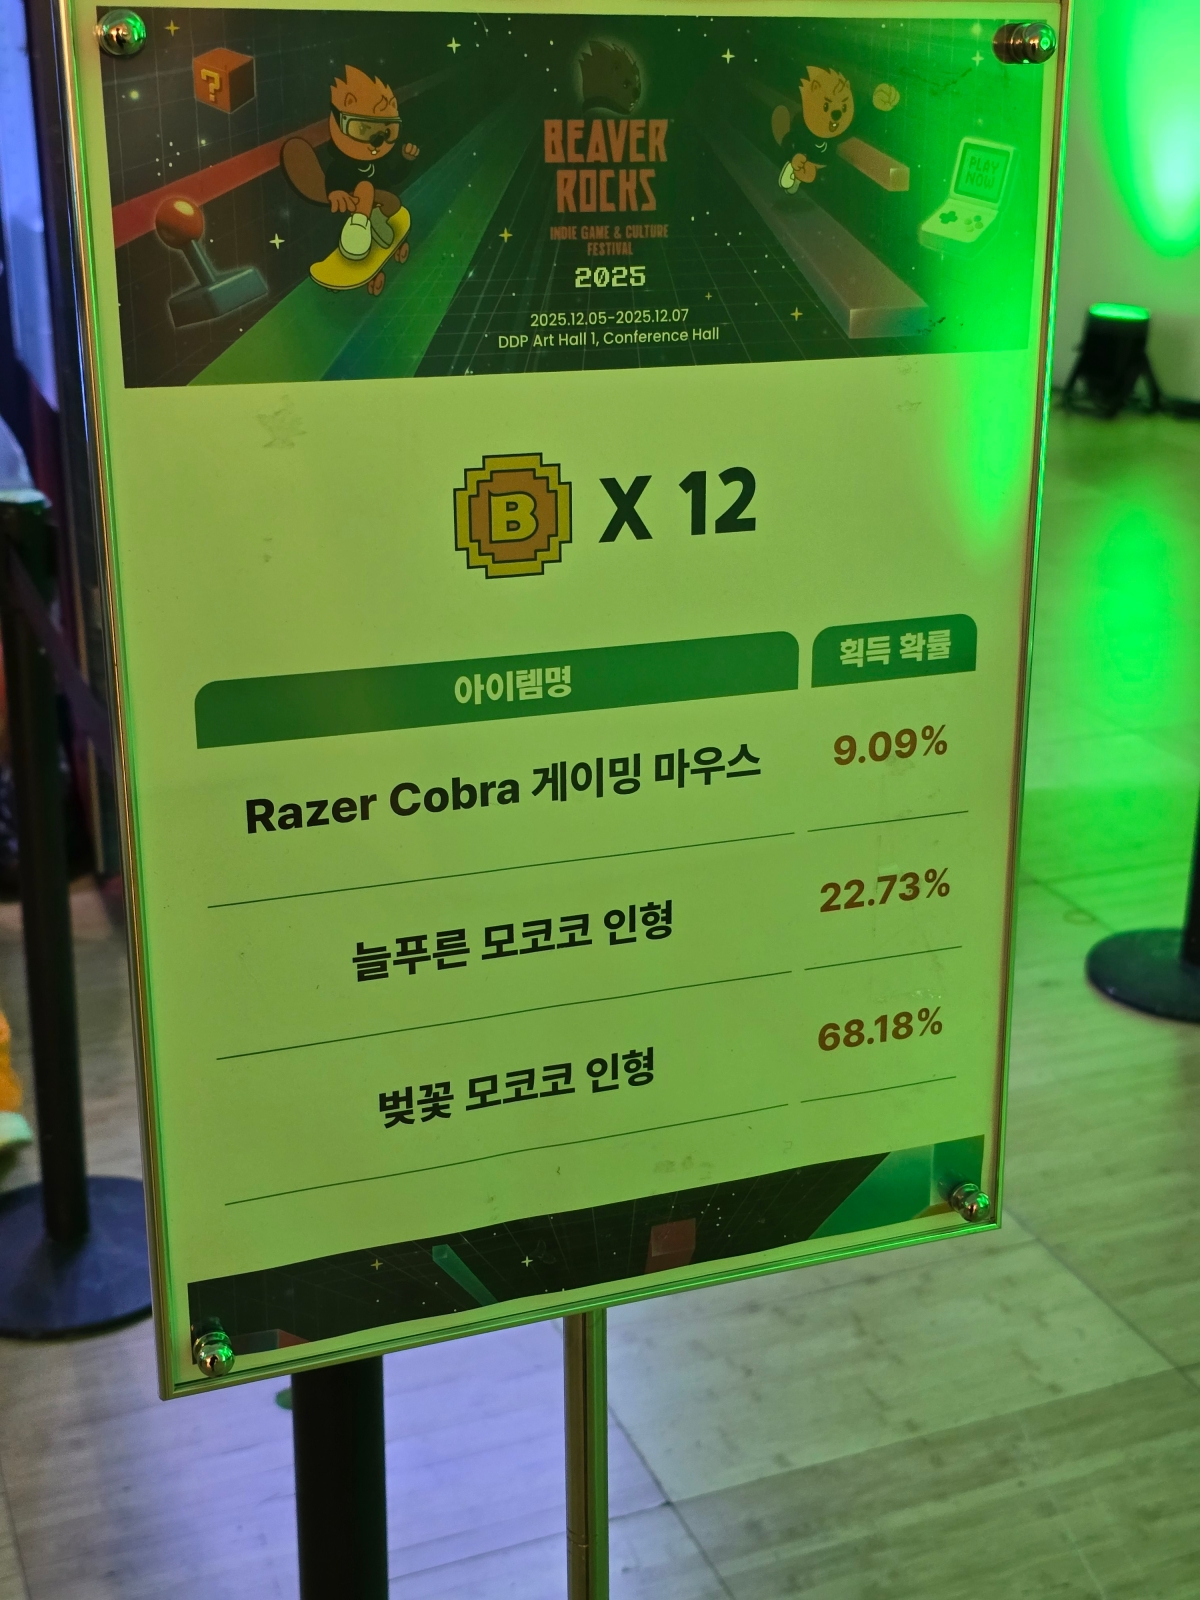 ?
BEAVER
ROCKS
INDIE GAME & CULTURE
FESTIVAL
2025
2025.12.05-2025.12.07
DDP Art Hall 1, Conference Hall
PLAY
NOW
B X 12
아이템명 획득 확률
Razer Cobra 게이밍 마우스 9.09%
늘푸른 모코코 인형 22.73%
벚꽃 모코코 인형 68.18%